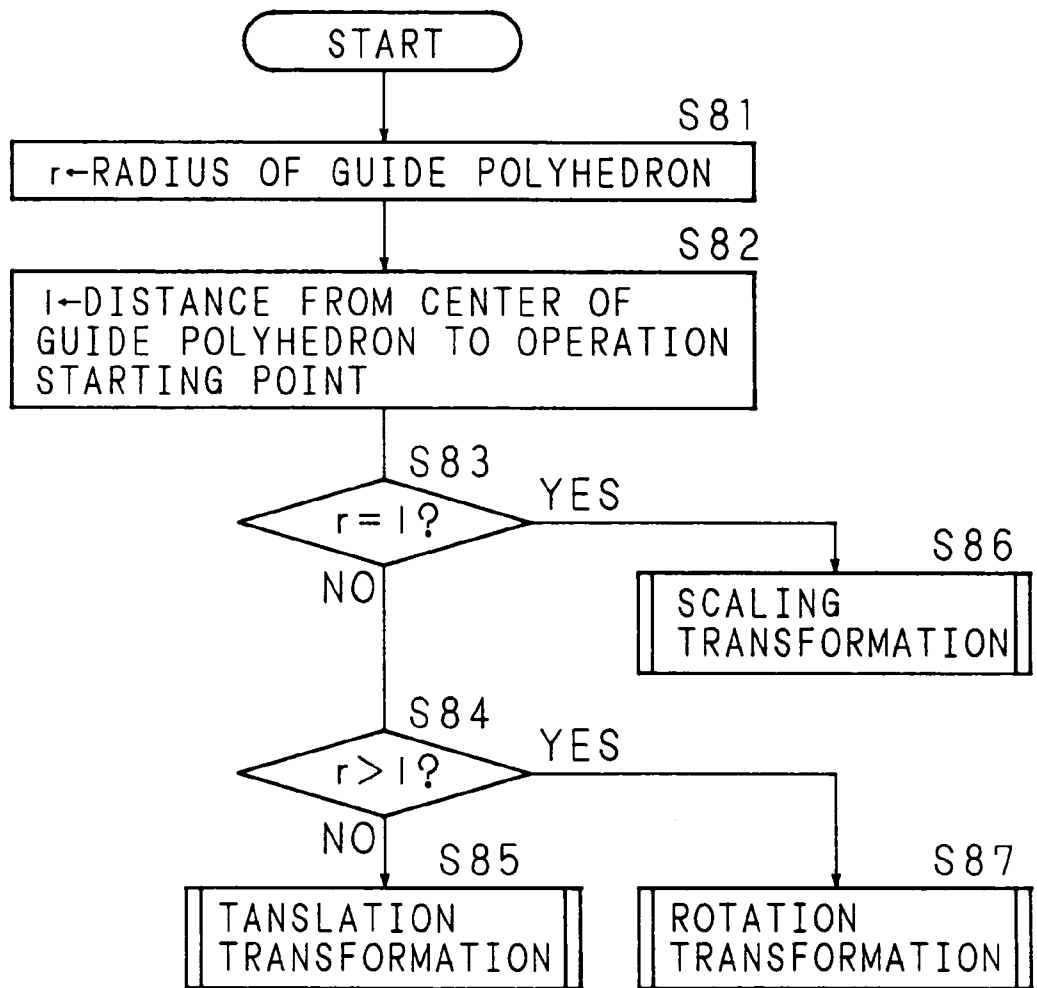 START
S81
r←RADIUS OF GUIDE POLYHEDRON
S82
l←DISTANCE FROM CENTER OF
GUIDE POLYHEDRON TO OPERATION
STARTING POINT
S83
r=l?
YES
NO
S86
SCALING
TRANSFORMATION
S84
r>l?
YES
NO
S85
TANSLATION
TRANSFORMATION
S87
ROTATION
TRANSFORMATION